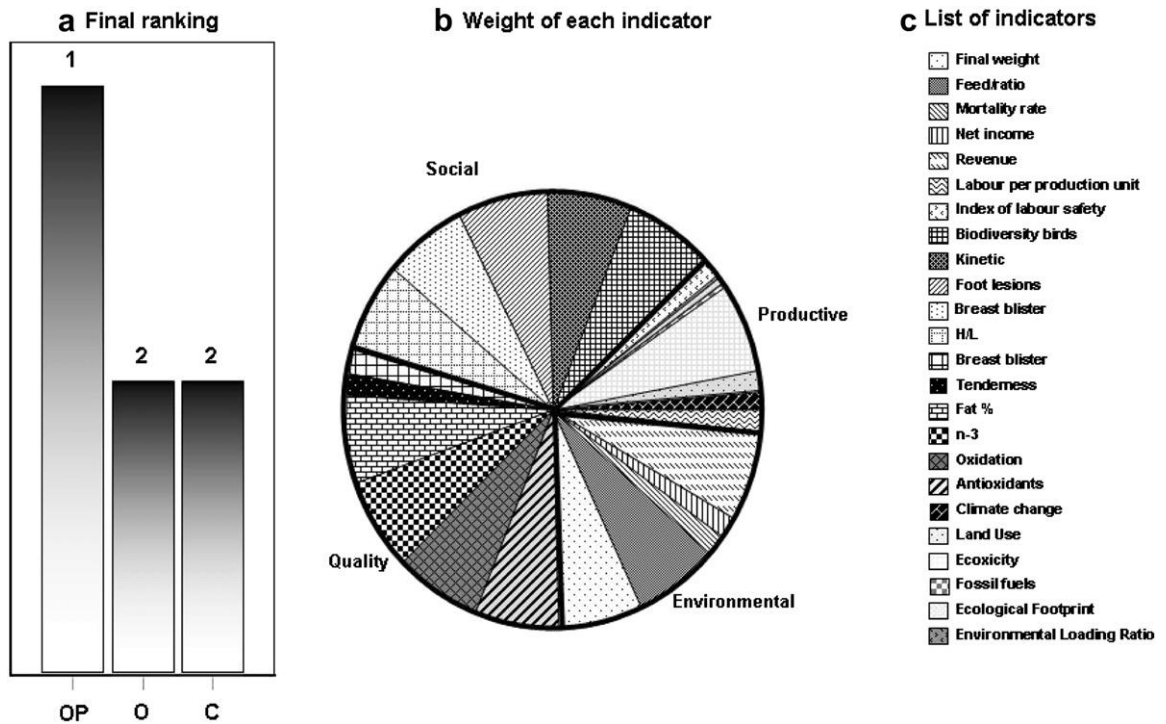 a Final ranking
1
2
2
OP
O
C
b Weight of each indicator
Social
Productive
Quality
Environmental
c List of indicators
Final weight
Feed/ratio
Mortality rate
Net income
Revenue
Labour per production unit
Index of labour safety
Biodiversity birds
Kinetic
Foot lesions
Breast blister
H/L
Breast blister
Tenderness
Fat %
n-3
Oxidation
Antioxidants
Climate change
Land Use
Ecoxicity
Fossil fuels
Ecological Footprint
Environmental Loading Ratio